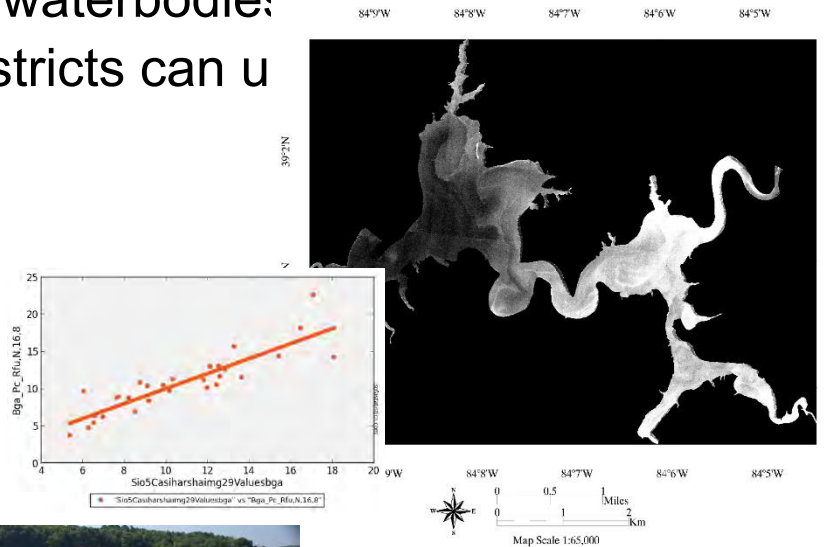 waterbodies
stricts can u
84°9'W 84°8'W 84°7'W 84°6'W 84°5'W
39°2'N
N
25
20
15
10
5
0
Bga_Pc_Rfu,N,16,8
4 6 8 10 12 14 16 18 20
Sio5Casiharshaimg29Valuesbga
"Sio5Casiharshaimg29Valuesbga" vs "Bga_Pc_Rfu,N,16,8"
9'W 84°8'W 84°7'W 84°6'W 84°5'W
N
W E
S
0 0.5 1
Miles
0 1 2
Km
Map Scale 1:65,000